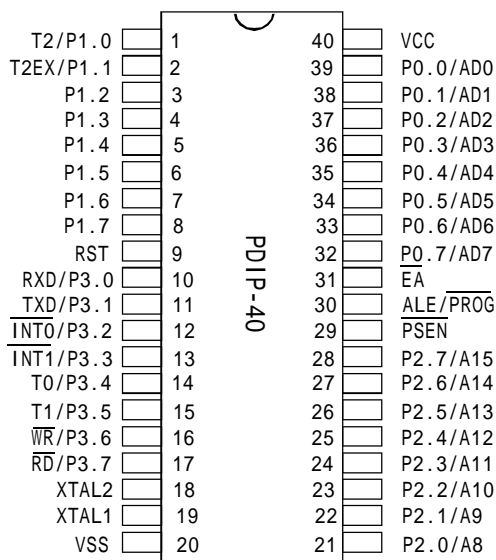 T2/P1.0 1 40 VCC
T2EX/P1.1 2 39 P0.0/AD0
P1.2 3 38 P0.1/AD1
P1.3 4 37 P0.2/AD2
P1.4 5 36 P0.3/AD3
P1.5 6 35 P0.4/AD4
P1.6 7 34 P0.5/AD5
P1.7 8 33 P0.6/AD6
RST 9 32 P0.7/AD7
RXD/P3.0 10 31 EA
TXD/P3.1 11 30 ALE/PROG
INT0/P3.2 12 29 PSEN
INT1/P3.3 13 28 P2.7/A15
T0/P3.4 14 27 P2.6/A14
T1/P3.5 15 26 P2.5/A13
WR/P3.6 16 25 P2.4/A12
RD/P3.7 17 24 P2.3/A11
XTAL2 18 23 P2.2/A10
XTAL1 19 22 P2.1/A9
VSS 20 21 P2.0/A8
PDIP-40